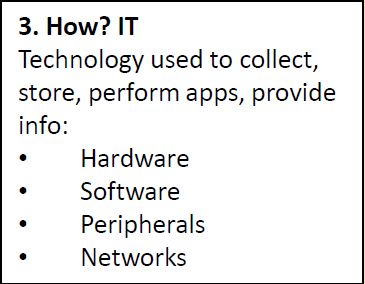 3. How? IT
Technology used to collect,
store, perform apps, provide
info:
• Hardware
• Software
• Peripherals
• Networks